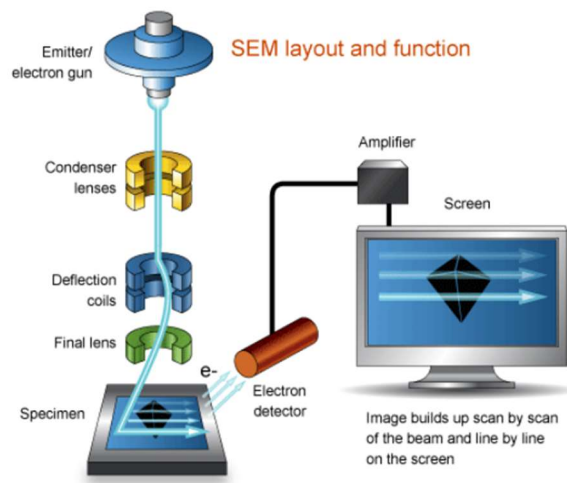 SEM layout and function
Emitter/
electron gun
Condenser
lenses
Deflection
coils
Final lens
Specimen
e-
Electron
detector
Amplifier
Screen
Image builds up scan by scan
of the beam and line by line
on the screen